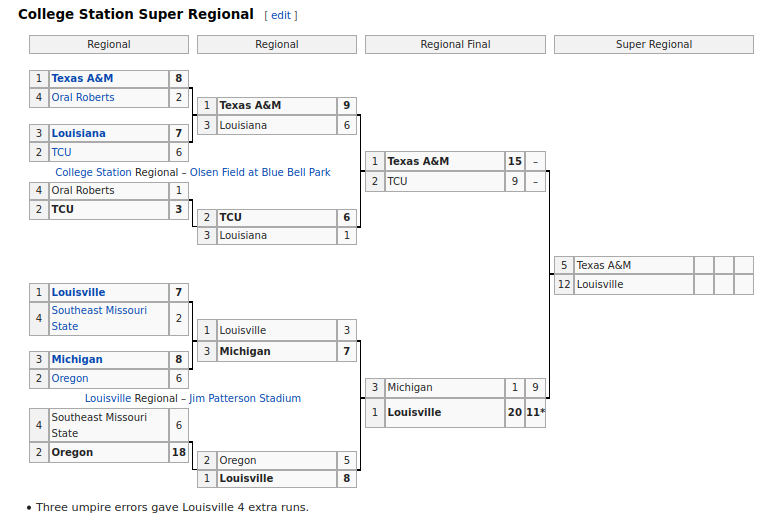 College Station Super Regional [ edit ]
Regional Regional Regional Final Super Regional
1 Texas A&M 8
4 Oral Roberts 2
1 Texas A&M 9
3 Louisiana 6
3 Louisiana 7
2 TCU 6
College Station Regional – Olsen Field at Blue Bell Park
1 Texas A&M 15 –
2 TCU 9 –
4 Oral Roberts 1
2 TCU 3
2 TCU 6
3 Louisiana 1
5 Texas A&M
12 Louisville
1 Louisville 7
4 Southeast Missouri
State 2
1 Louisville 3
3 Michigan 7
3 Michigan 8
2 Oregon 6
Louisville Regional – Jim Patterson Stadium
3 Michigan 1 9
1 Louisville 20 11*
4 Southeast Missouri
State 6
2 Oregon 18
2 Oregon 5
1 Louisville 8
• Three umpire errors gave Louisville 4 extra runs.